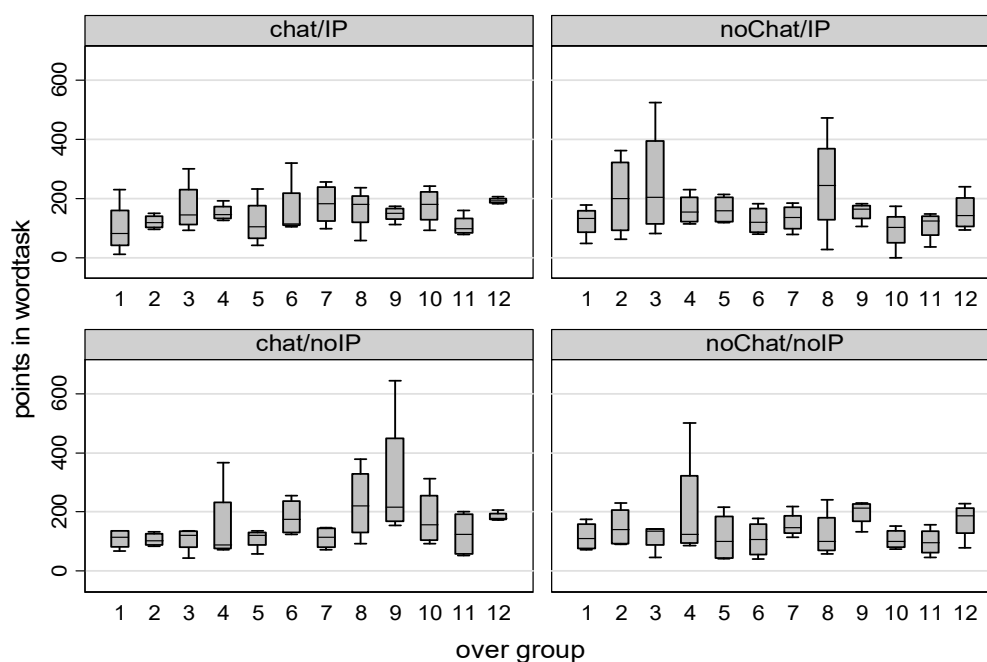 chat/IP noChat/IP
600
400
200
0
1 2 3 4 5 6 7 8 9 10 11 12 1 2 3 4 5 6 7 8 9 10 11 12
points in wordtask
chat/noIP noChat/noIP
600
400
200
0
1 2 3 4 5 6 7 8 9 10 11 12 1 2 3 4 5 6 7 8 9 10 11 12
over group